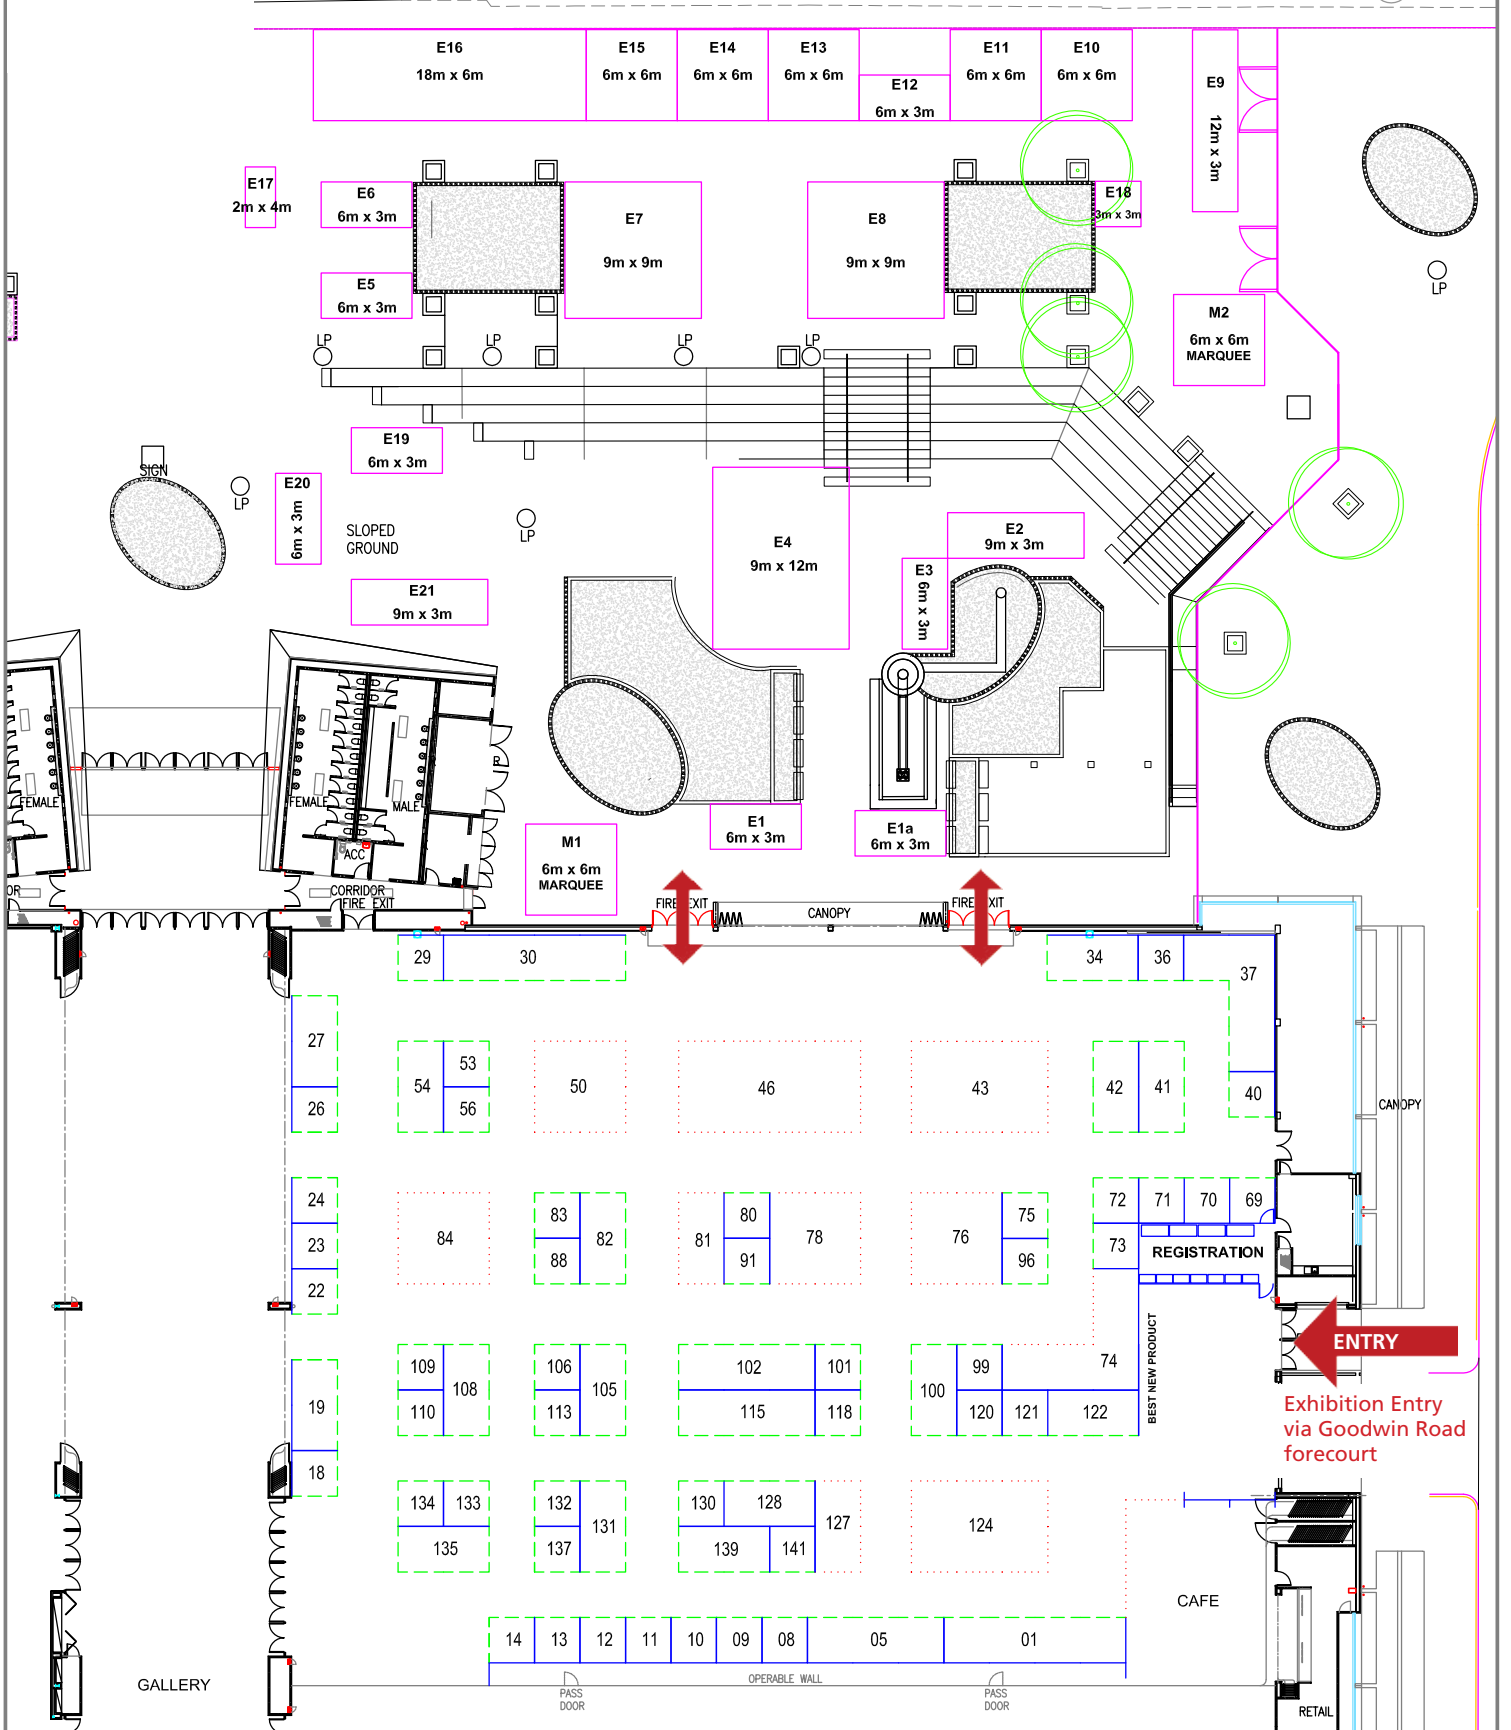 E16
18m x 6m
E15
6m x 6m
E14
6m x 6m
E13
6m x 6m
E12
6m x 3m
E11
6m x 6m
E10
6m x 6m
E9
12m x 3m
E17
2m x 4m
E6
6m x 3m
E7
9m x 9m
E8
9m x 9m
E18
3m x 3m
E5
6m x 3m
LP
M2
6m x 6m
MARQUEE
LP
LP
LP
LP
E19
6m x 3m
SIGN
LP
E20
6m x 3m
SLOPED
GROUND
LP
E4
9m x 12m
E2
9m x 3m
E3
6m x 3m
E21
9m x 3m
FEMALE
FEMALE
MALE
ACC
CORRIDOR
FIRE EXIT
OR
M1
6m x 6m
MARQUEE
E1
6m x 3m
E1a
6m x 3m
FIRE EXIT
CANOPY
FIRE EXIT
29
30
34
36
37
27
26
54
53
56
50
46
43
42
41
40
CANOPY
24
23
22
84
83
88
82
81
80
91
78
76
75
96
72
71
70
69
73
REGISTRATION
BEST NEW PRODUCT
ENTRY
Exhibition Entry
via Goodwin Road
forecourt
19
18
109
110
108
106
113
105
102
101
115
118
100
99
120
121
122
74
134
133
135
132
137
131
130
128
139
141
127
124
CAFE
14
13
12
11
10
09
08
05
01
GALLERY
OPERABLE WALL
PASS
DOOR
PASS
DOOR
RETAIL